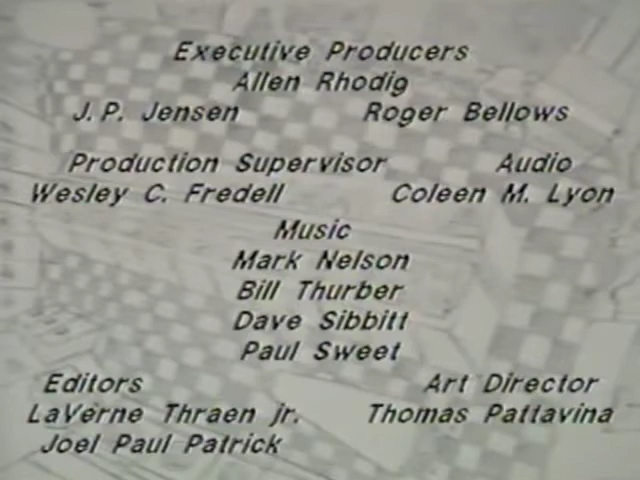 Executive Producers
Allen Rhodig
J.P. Jensen Roger Bellows
Production Supervisor Audio
Wesley C. Fredell Coleen M. Lyon
Music
Mark Nelson
Bill Thurber
Dave Sibbitt
Paul Sweet
Editors Art Director
LaVerne Thraen jr. Thomas Pattavina
Joel Paul Patrick